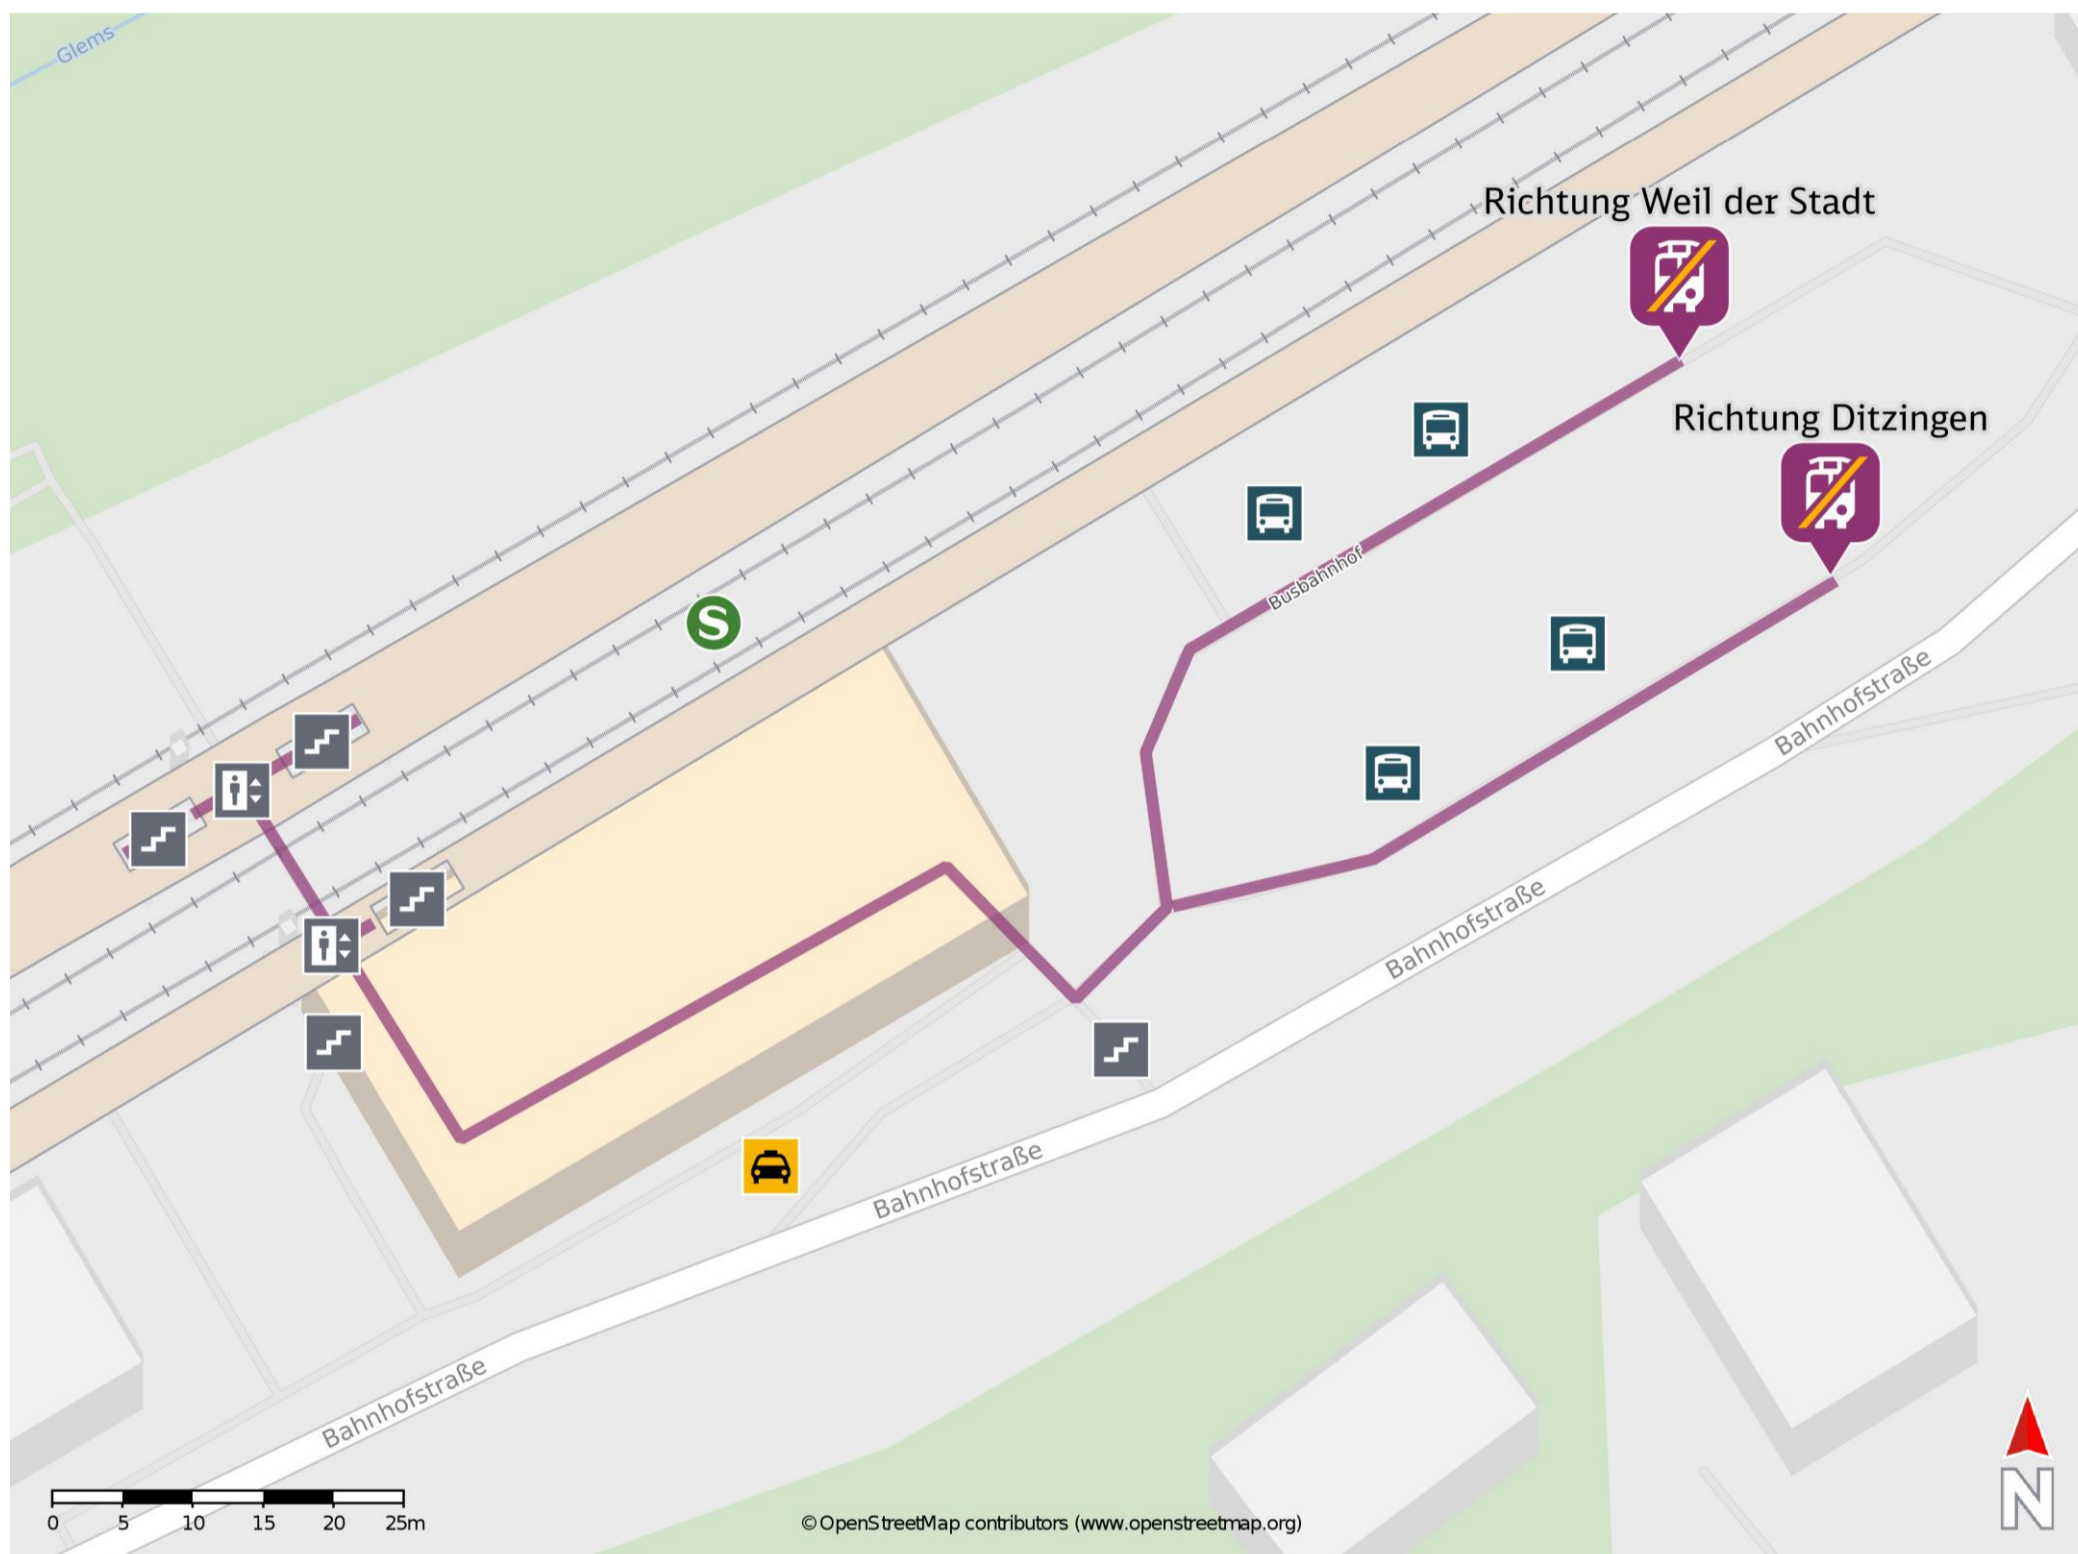 Glems
Richtung Weil der Stadt
Richtung Ditzingen
Busbahnhof
S
Bahnhofstraße
Bahnhofstraße
Bahnhofstraße
Bahnhofstraße
0 5 10 15 20 25m
© OpenStreetMap contributors (www.openstreetmap.org)
N